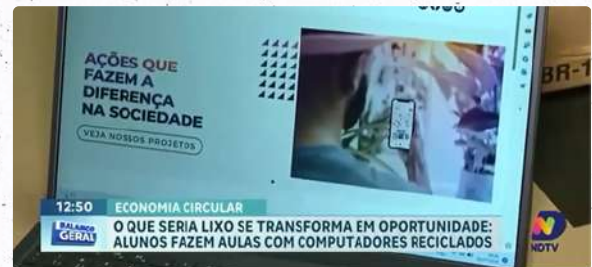 AÇÕES QUE
FAZEM A
DIFERENÇA
NA SOCIEDADE
VEJA NOSSOS PROJETOS
BR-1
12:50 ECONOMIA CIRCULAR
BALANÇO
GERAL
O QUE SERIA LIXO SE TRANSFORMA EM OPORTUNIDADE:
ALUNOS FAZEM AULAS COM COMPUTADORES RECICLADOS
NDTV